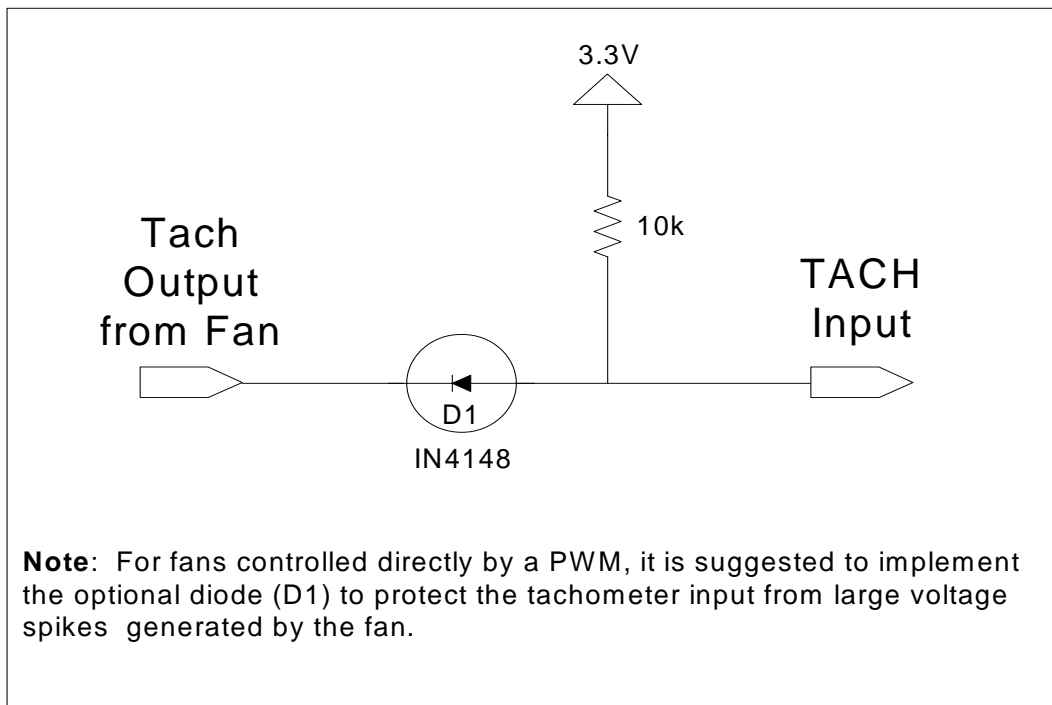 3.3V
10k
Tach
Output
from Fan
TACH
Input
D1
IN4148
Note: For fans controlled directly by a PWM, it is suggested to implement
the optional diode (D1) to protect the tachometer input from large voltage
spikes generated by the fan.